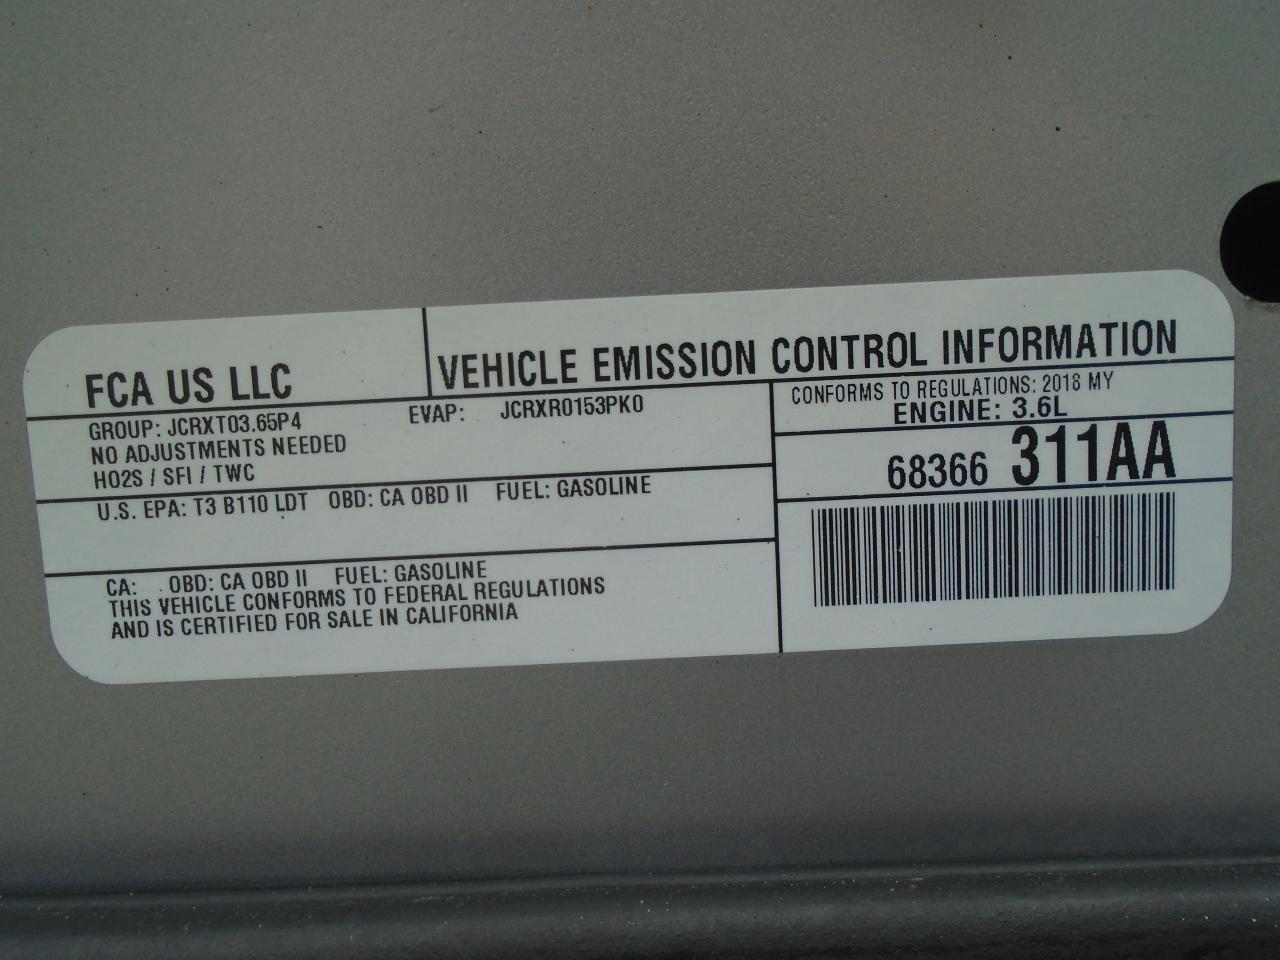 FCA US LLC
VEHICLE EMISSION CONTROL INFORMATION
GROUP: JCRXT03.65P4 EVAP: JCRXR0153PK0
NO ADJUSTMENTS NEEDED
HO2S / SFI / TWC
CONFORMS TO REGULATIONS: 2018 MY
ENGINE: 3.6L
68366 311AA
U.S. EPA: T3 B110 LDT OBD: CA OBD II FUEL: GASOLINE
CA: OBD: CA OBD II FUEL: GASOLINE
THIS VEHICLE CONFORMS TO FEDERAL REGULATIONS
AND IS CERTIFIED FOR SALE IN CALIFORNIA